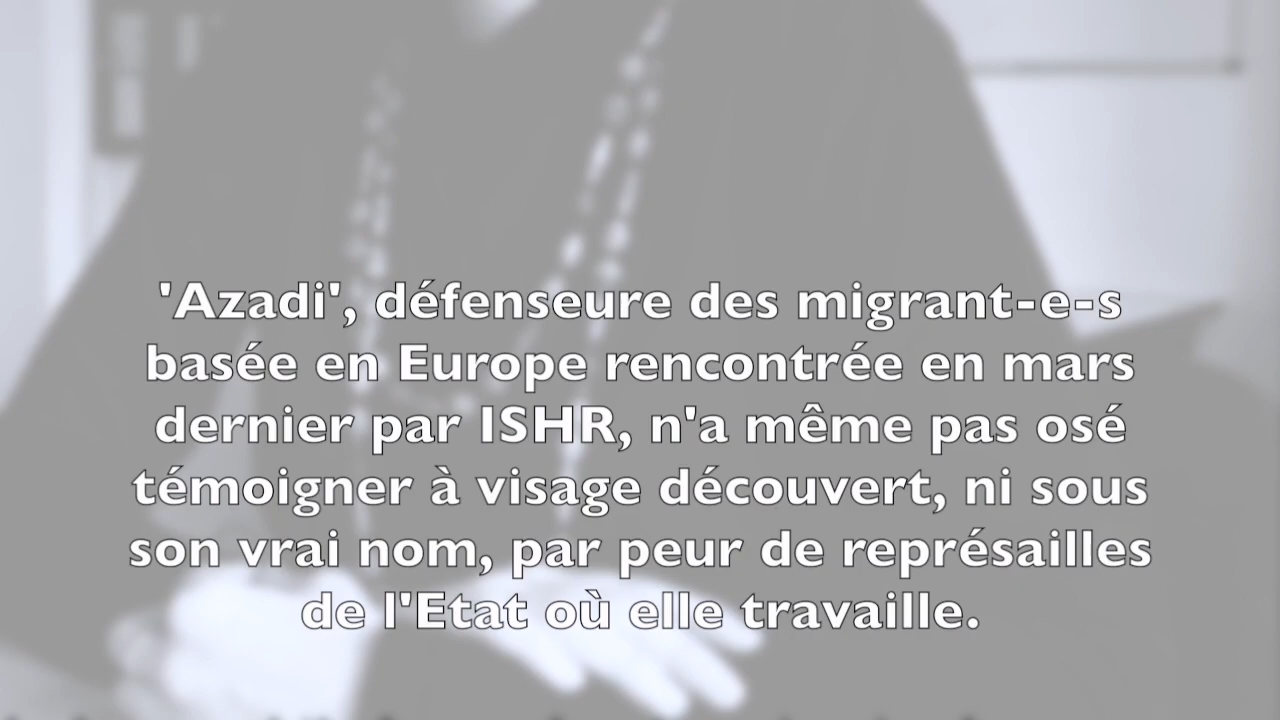 'Azadi', défenseure des migrant-e-s
basée en Europe rencontrée en mars
dernier par ISHR, n'a même pas osé
témoigner à visage découvert, ni sous
son vrai nom, par peur de représailles
de l'Etat où elle travaille.